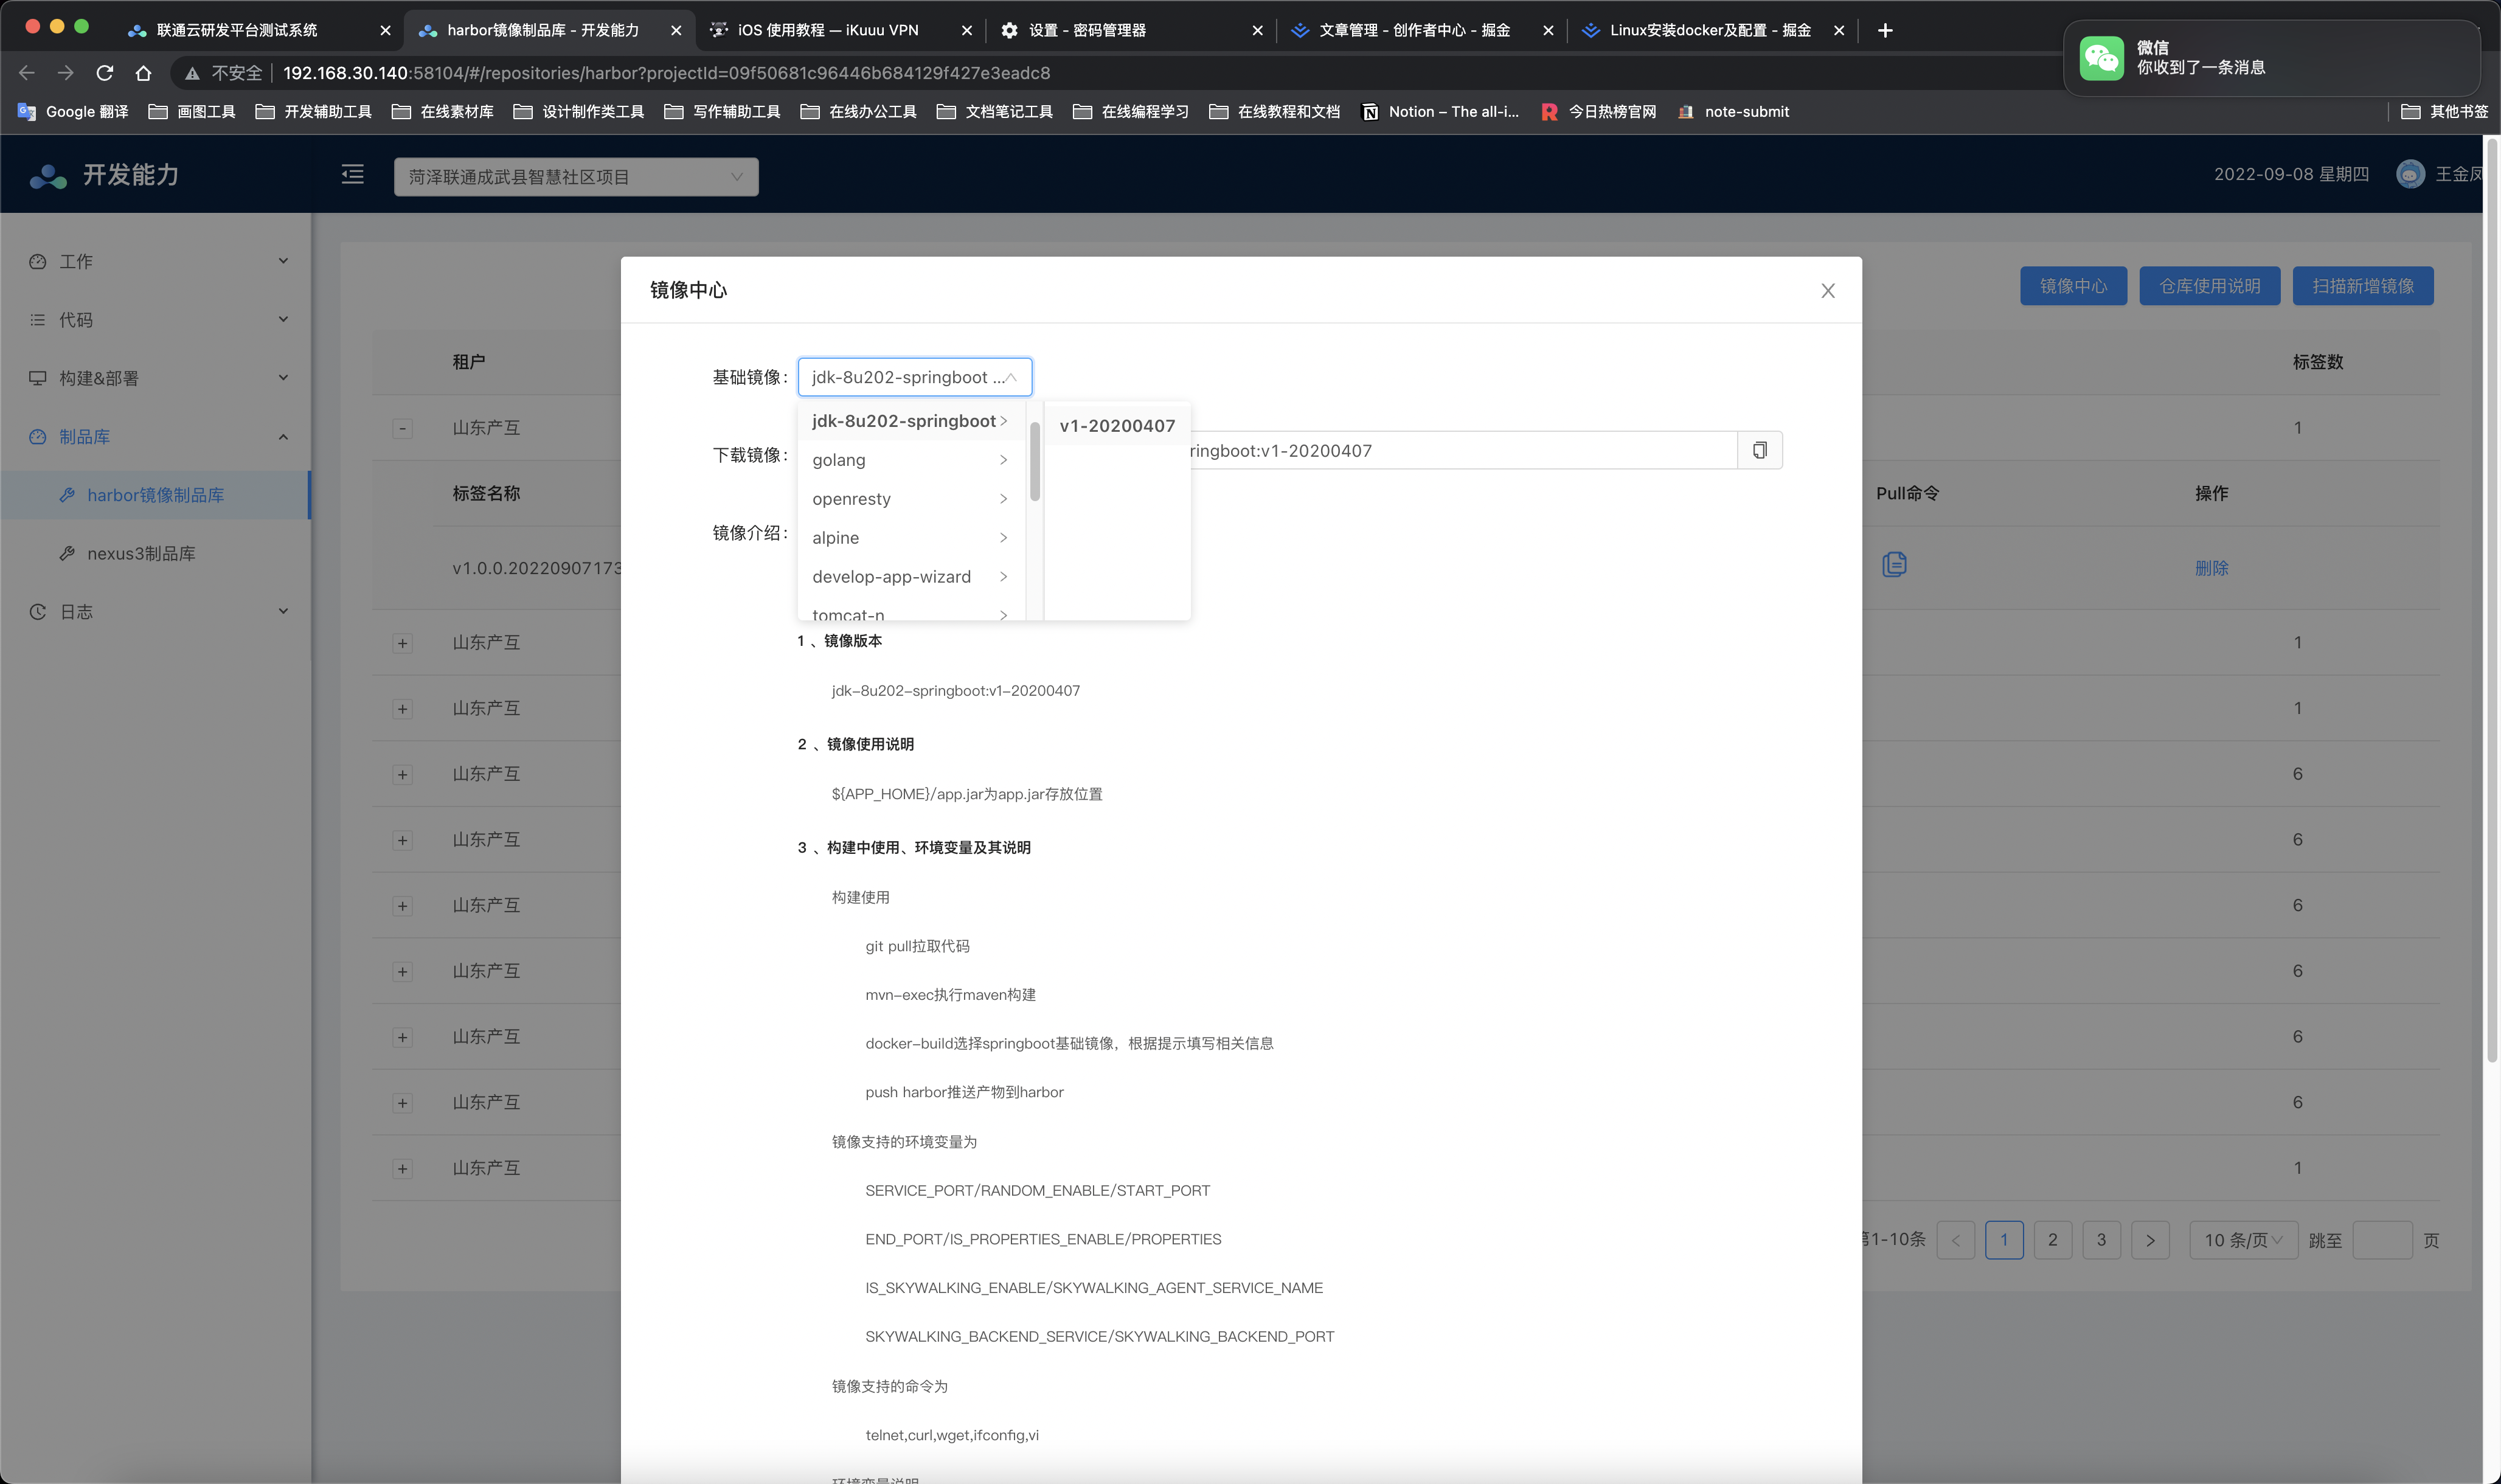 联通云研发平台测试系统
harbor镜像制品库 - 开发能力
iOS 使用教程 — iKuuu VPN
设置 - 密码管理器
文章管理 - 创作者中心 - 掘金
Linux安装docker及配置 - 掘金
微信
你收到了一条消息
不安全
192.168.30.140:58104/#/repositories/harbor?projectId=09f50681c96446b684129f427e3eadc8
Google 翻译
画图工具
开发辅助工具
在线素材库
设计制作类工具
写作辅助工具
在线办公工具
文档笔记工具
在线编程学习
在线教程和文档
Notion – The all-i...
今日热榜官网
note-submit
其他书签
开发能力
菏泽联通成武县智慧社区项目
2022-09-08 星期四
王金凤
工作
代码
构建&部署
制品库
harbor镜像制品库
nexus3制品库
日志
镜像中心
仓库使用说明
扫描新增镜像
租户
标签数
山东产互
1
标签名称
Pull命令
操作
v1.0.0.20220907173
删除
山东产互
1
山东产互
1
山东产互
6
山东产互
6
山东产互
6
山东产互
6
山东产互
6
山东产互
6
山东产互
1
1-10条
1
2
3
10 条/页
跳至
页
镜像中心
基础镜像：
jdk-8u202-springboot ...
jdk-8u202-springboot
golang
openresty
alpine
develop-app-wizard
tomcat-n
v1-20200407
下载镜像：
ringboot:v1-20200407
镜像介绍：
1 、镜像版本
jdk-8u202-springboot:v1-20200407
2 、镜像使用说明
${APP_HOME}/app.jar为app.jar存放位置
3 、构建中使用、环境变量及其说明
构建使用
git pull拉取代码
mvn-exec执行maven构建
docker-build选择springboot基础镜像，根据提示填写相关信息
push harbor推送产物到harbor
镜像支持的环境变量为
SERVICE_PORT/RANDOM_ENABLE/START_PORT
END_PORT/IS_PROPERTIES_ENABLE/PROPERTIES
IS_SKYWALKING_ENABLE/SKYWALKING_AGENT_SERVICE_NAME
SKYWALKING_BACKEND_SERVICE/SKYWALKING_BACKEND_PORT
镜像支持的命令为
telnet,curl,wget,ifconfig,vi
环境变量说明